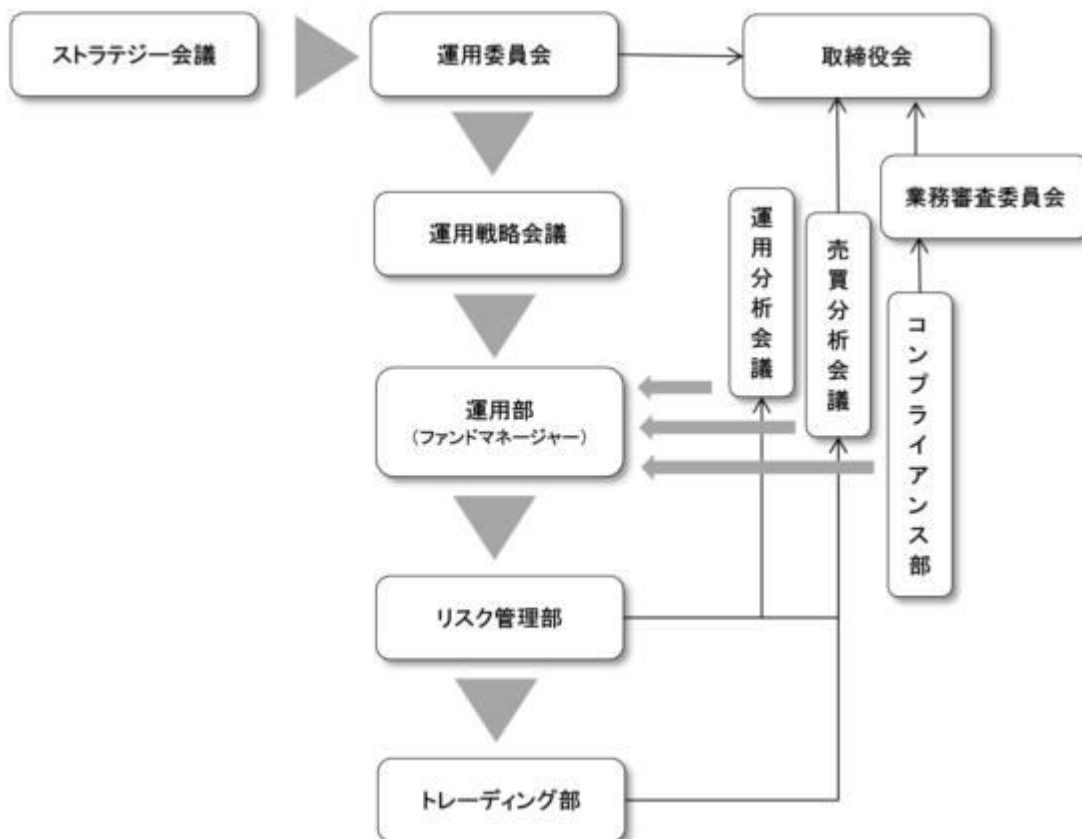 ストラテジー会議
運用委員会
取締役会
業務審査委員会
運用戦略会議
運用分析会議
売買分析会議
コンプライアンス部
運用部
(ファンドマネージャー)
リスク管理部
トレーディング部